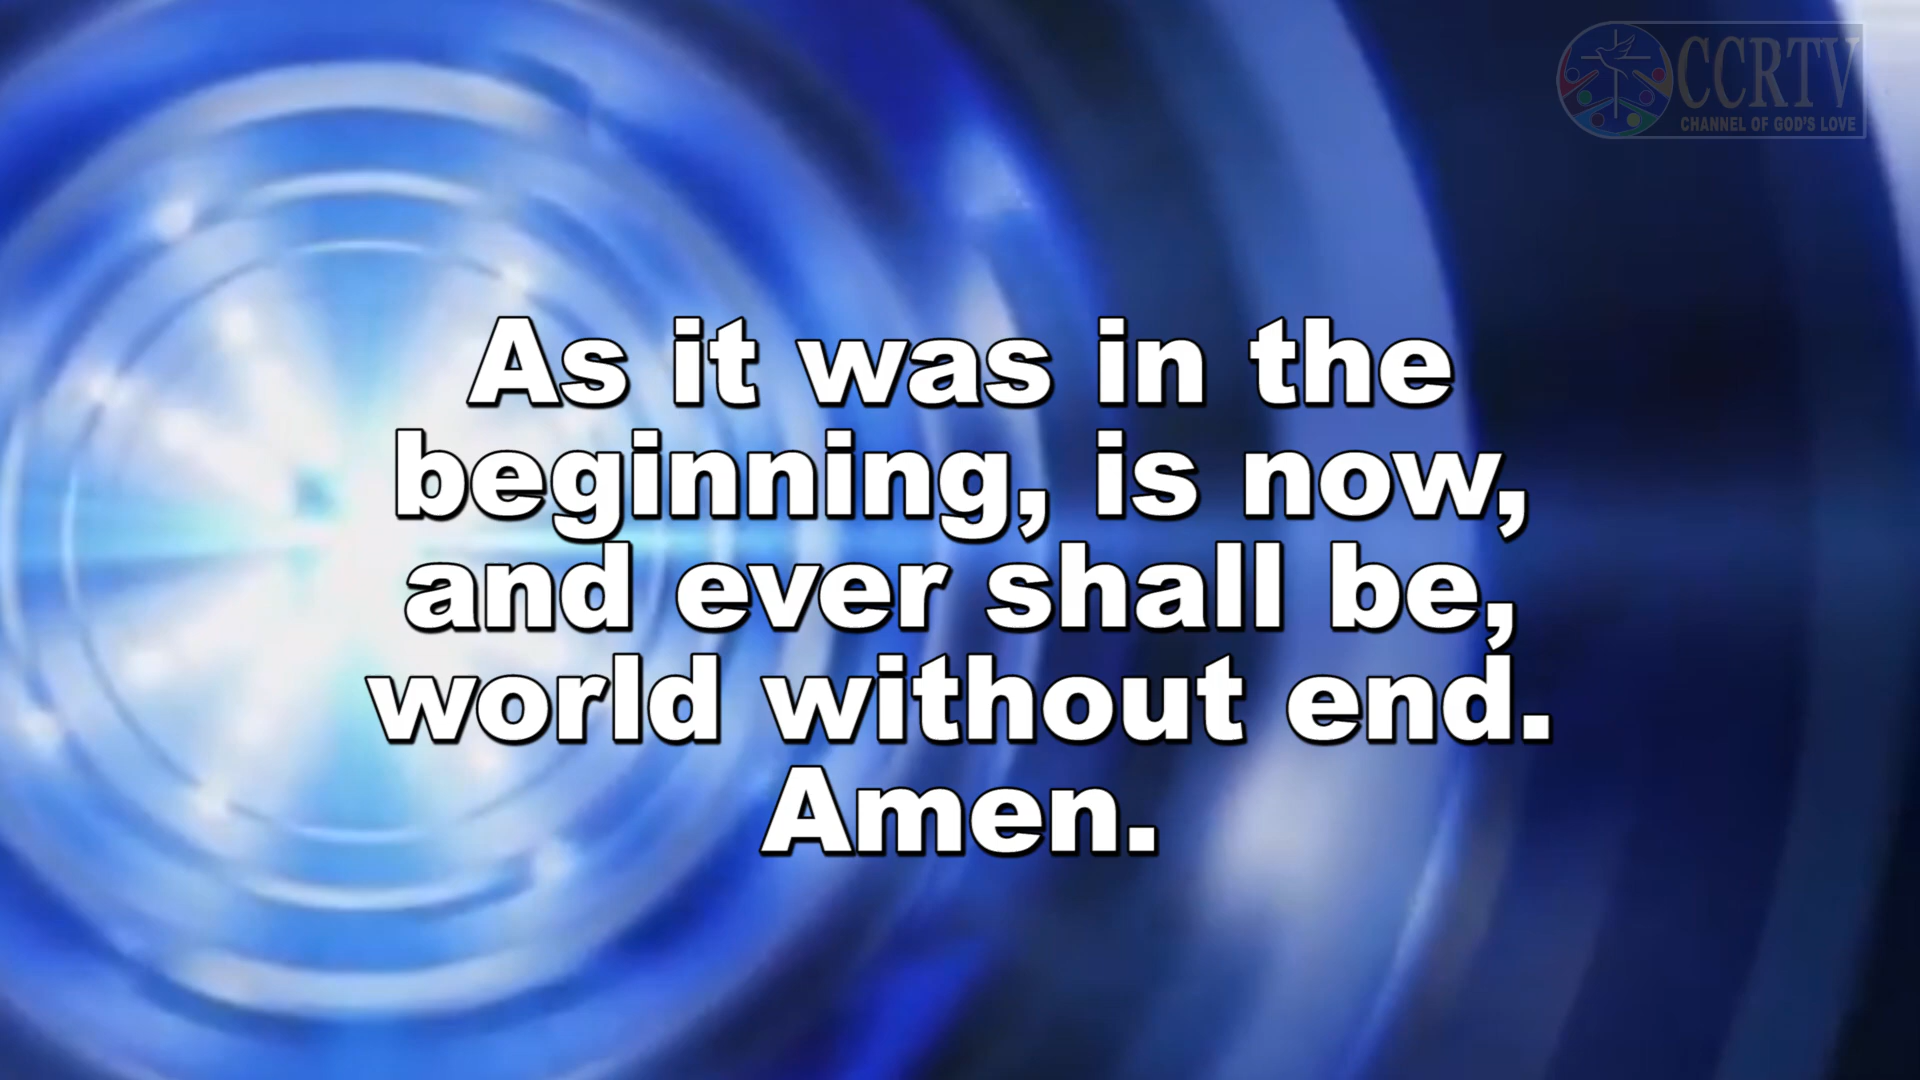 CCRTV
CHANNEL OF GOD'S LOVE
As it was in the
beginning, is now,
and ever shall be,
world without end.
Amen.